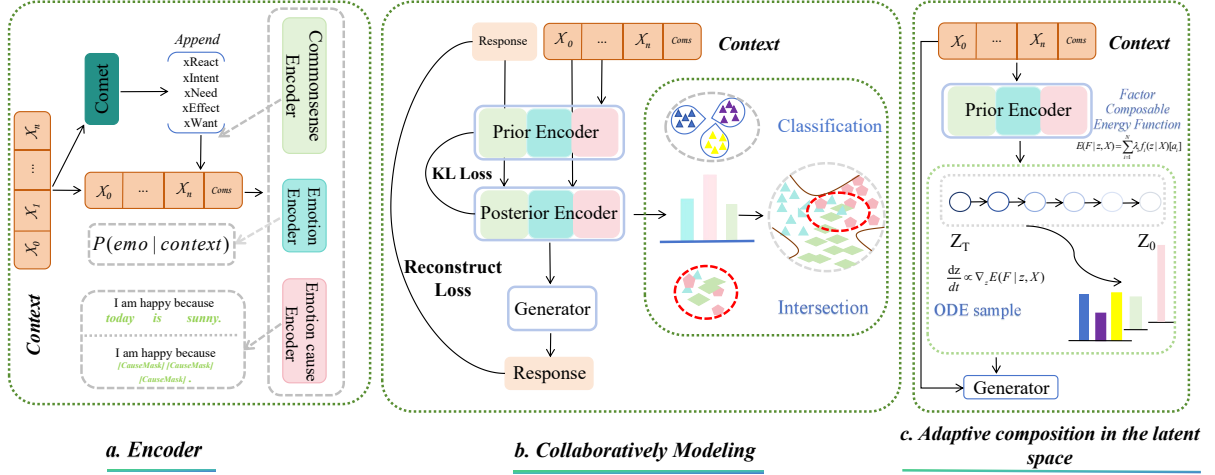 Append
xReact
xIntent
xNeed
xEffect
xWant
Comet
Commonsense
Encoder
X_n
...
X_1
X_0
X_0 ... X_n Coms
Emotion
Encoder
P(emo | context)
I am happy because
today is sunny.
I am happy because
[CauseMask] [CauseMask]
[CauseMask] .
Emotion cause
Encoder
Context
a. Encoder
Response
X_0 ... X_n Coms
Context
Prior Encoder
KL Loss
Posterior Encoder
Reconstruct
Loss
Generator
Response
Classification
Intersection
b. Collaboratively Modeling
X_0 ... X_n Coms
Context
Prior Encoder
Factor
Composable
Energy Function
Z_T
Z_0
dz/dt ∝ ∇_z E(F | z, X)
ODE sample
Generator
c. Adaptive composition in the latent
space